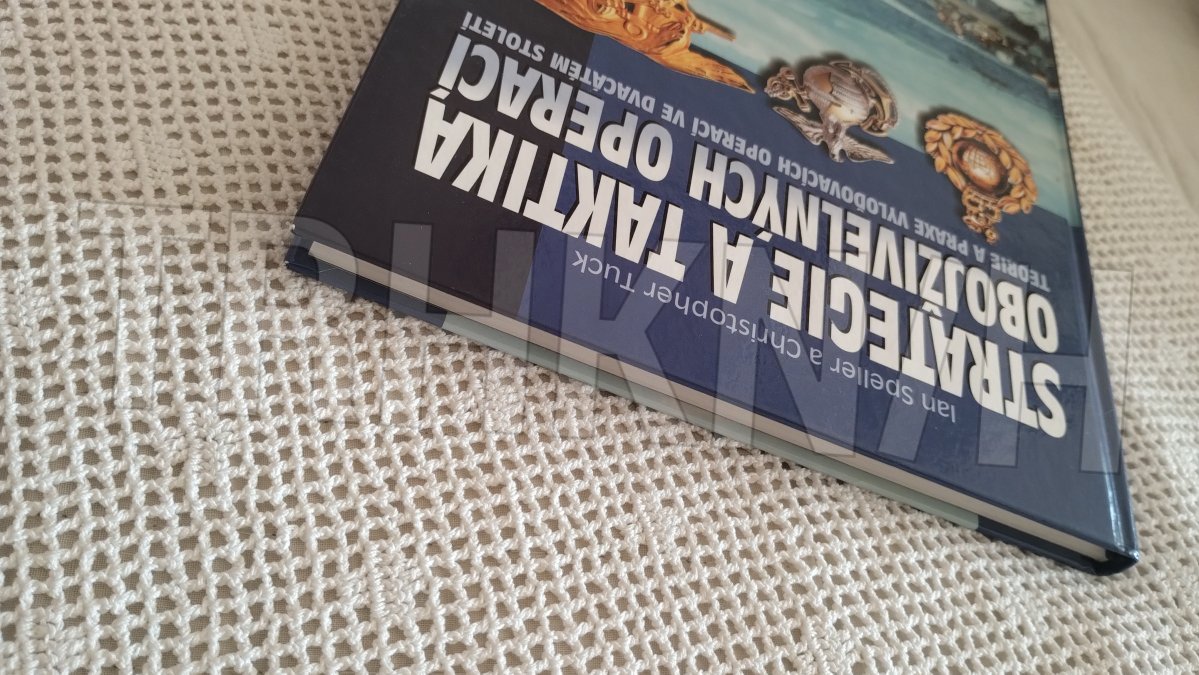 Ian Speller a Christopher Tuck
STRATEGIE A TAKTIKA
OBOJŽIVELNÝCH OPERACÍ
TEORIE A PRAXE VYLOĎOVACÍCH OPERACÍ VE DVACÁTÉM STOLETÍ